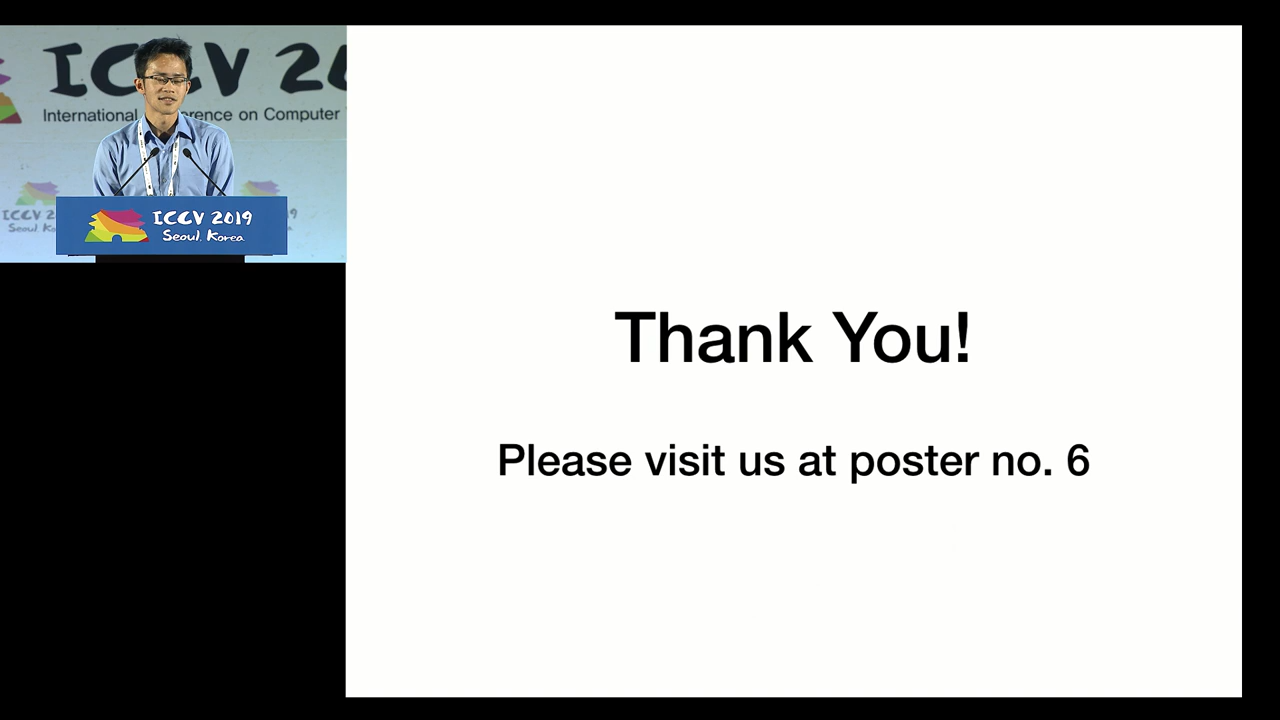 ICCV 20
International Conference on Computer
ICCV 2019
Seoul, Korea
Thank You!
Please visit us at poster no. 6